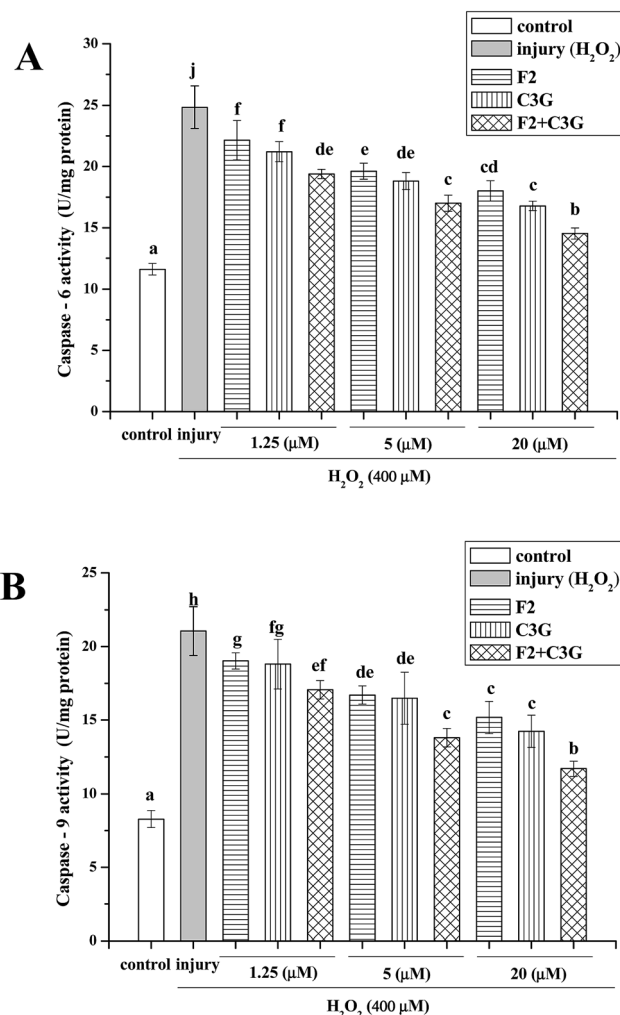 A
control
injury (H₂O₂)
F2
C3G
F2+C3G
Caspase - 6 activity (U/mg protein)
30
25
20
15
10
5
0
a
j
f
f
de
e
de
c
cd
c
b
control injury
1.25 (μM)
5 (μM)
20 (μM)
H₂O₂ (400 μM)
B
control
injury (H₂O₂)
F2
C3G
F2+C3G
Caspase - 9 activity (U/mg protein)
25
20
15
10
5
0
a
h
g
fg
ef
de
de
c
c
c
b
control injury
1.25 (μM)
5 (μM)
20 (μM)
H₂O₂ (400 μM)